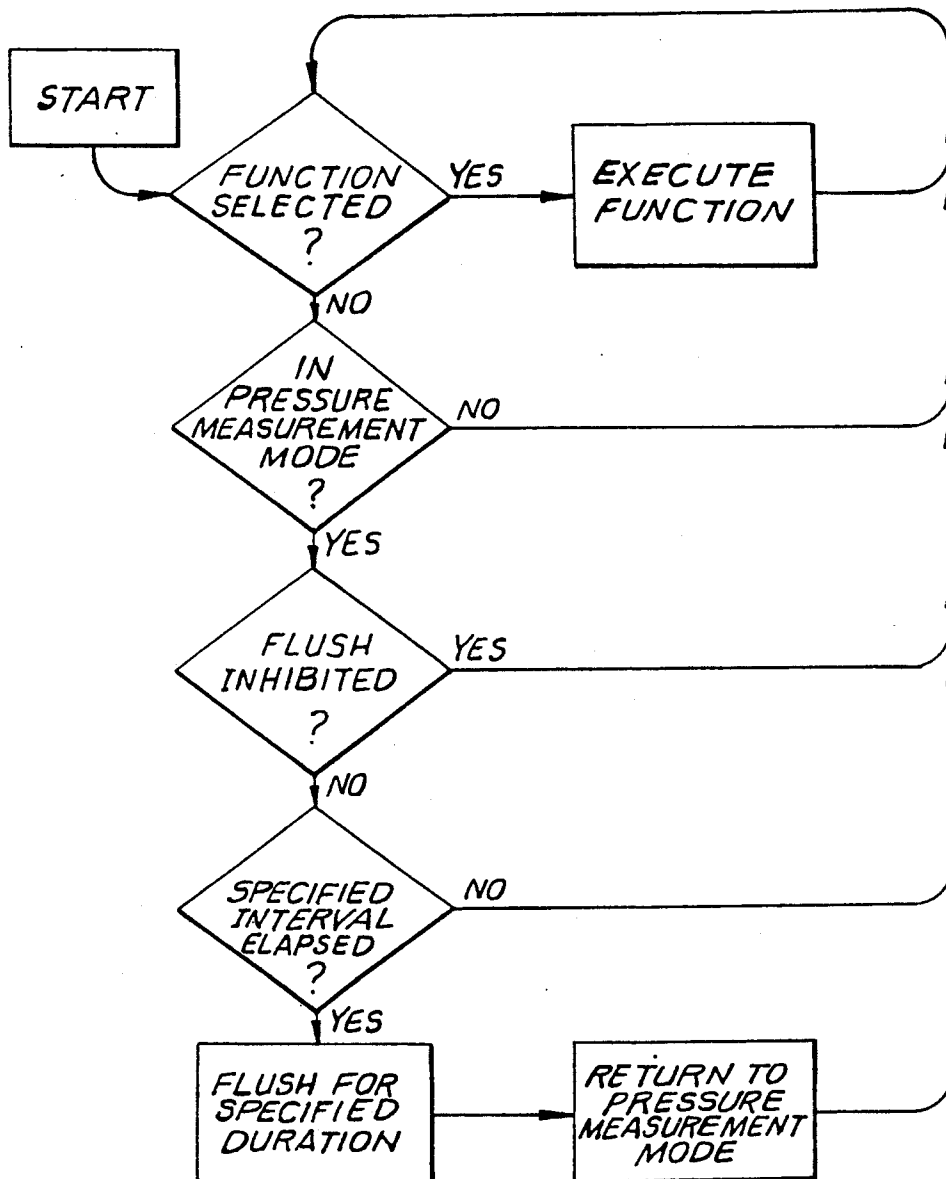 START
FUNCTION
SELECTED
?
YES
EXECUTE
FUNCTION
NO
IN
PRESSURE
MEASUREMENT
MODE
?
NO
YES
FLUSH
INHIBITED
?
YES
NO
SPECIFIED
INTERVAL
ELAPSED
?
NO
YES
FLUSH FOR
SPECIFIED
DURATION
RETURN TO
PRESSURE
MEASUREMENT
MODE